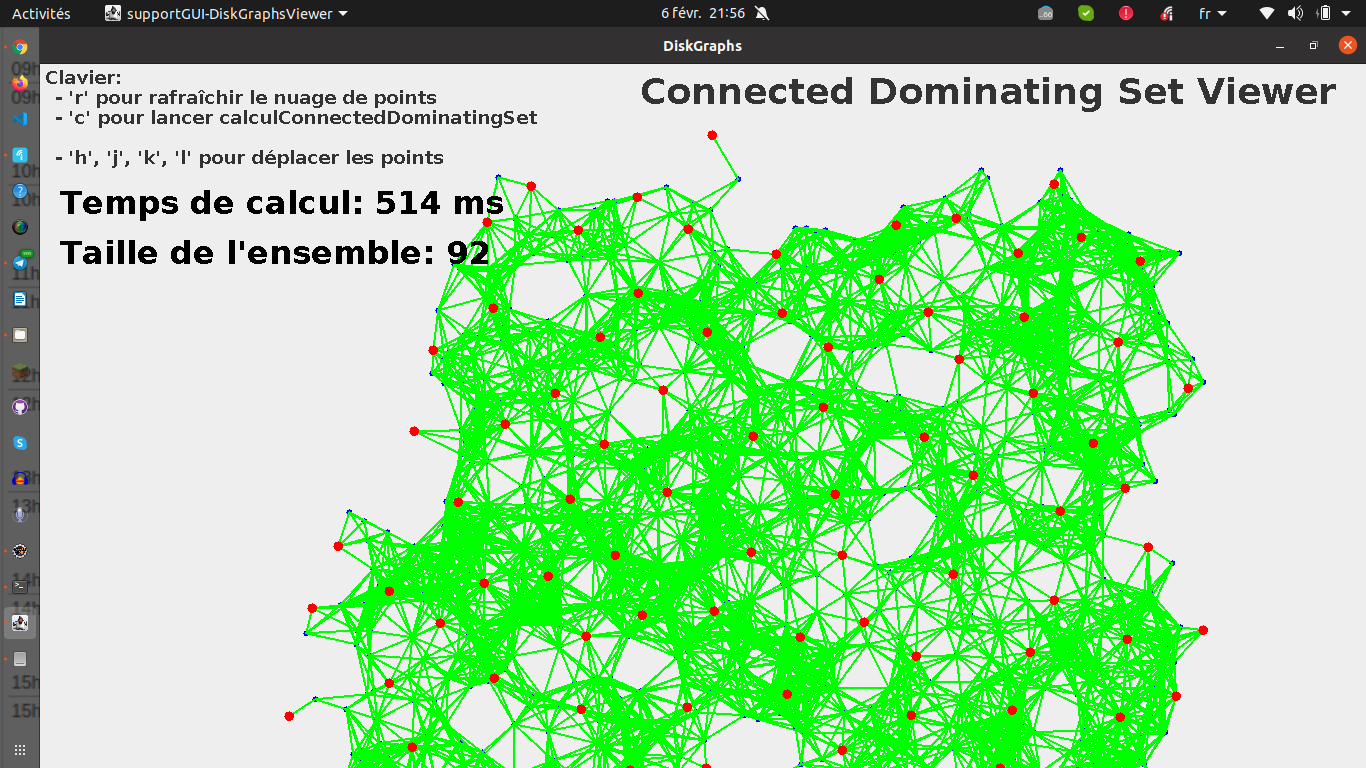 Activités
supportGUI-DiskGraphsViewer
6 févr. 21:56
fr
DiskGraphs
Clavier:
- 'r' pour rafraîchir le nuage de points
- 'c' pour lancer calculConnectedDominatingSet
- 'h', 'j', 'k', 'l' pour déplacer les points
Connected Dominating Set Viewer
Temps de calcul: 514 ms
Taille de l'ensemble: 92